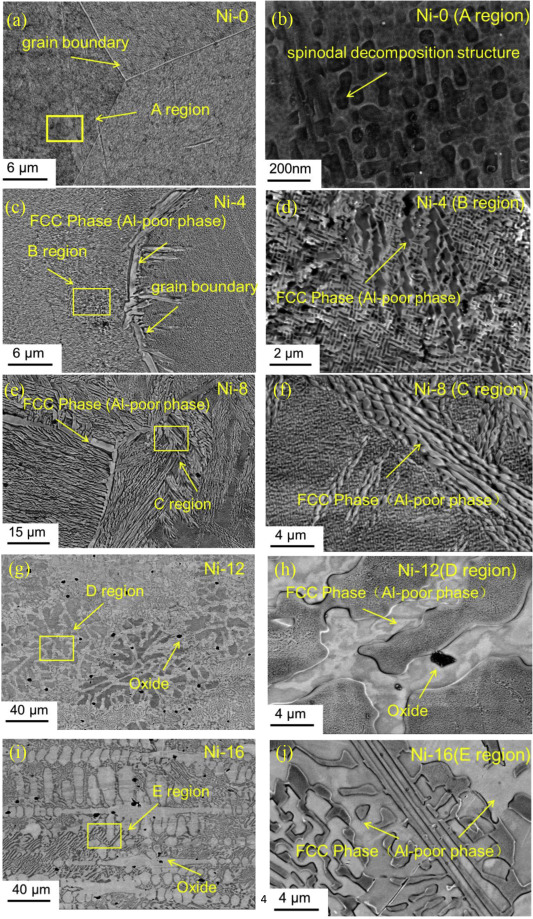 (a)
Ni-0
grain boundary
A region
6 μm
(b)
Ni-0 (A region)
spinodal decomposition structure
200nm
(c)
Ni-4
FCC Phase (Al-poor phase)
B region
grain boundary
6 μm
(d)
Ni-4 (B region)
FCC Phase (Al-poor phase)
2 μm
(e)
Ni-8
FCC Phase (Al-poor phase)
C region
15 μm
(f)
Ni-8 (C region)
FCC Phase（Al-poor phase）
4 μm
(g)
Ni-12
D region
Oxide
40 μm
(h)
Ni-12(D region)
FCC Phase（Al-poor phase）
Oxide
4 μm
(i)
Ni-16
E region
Oxide
40 μm
(j)
Ni-16(E region)
FCC Phase（Al-poor phase）
4 μm
4